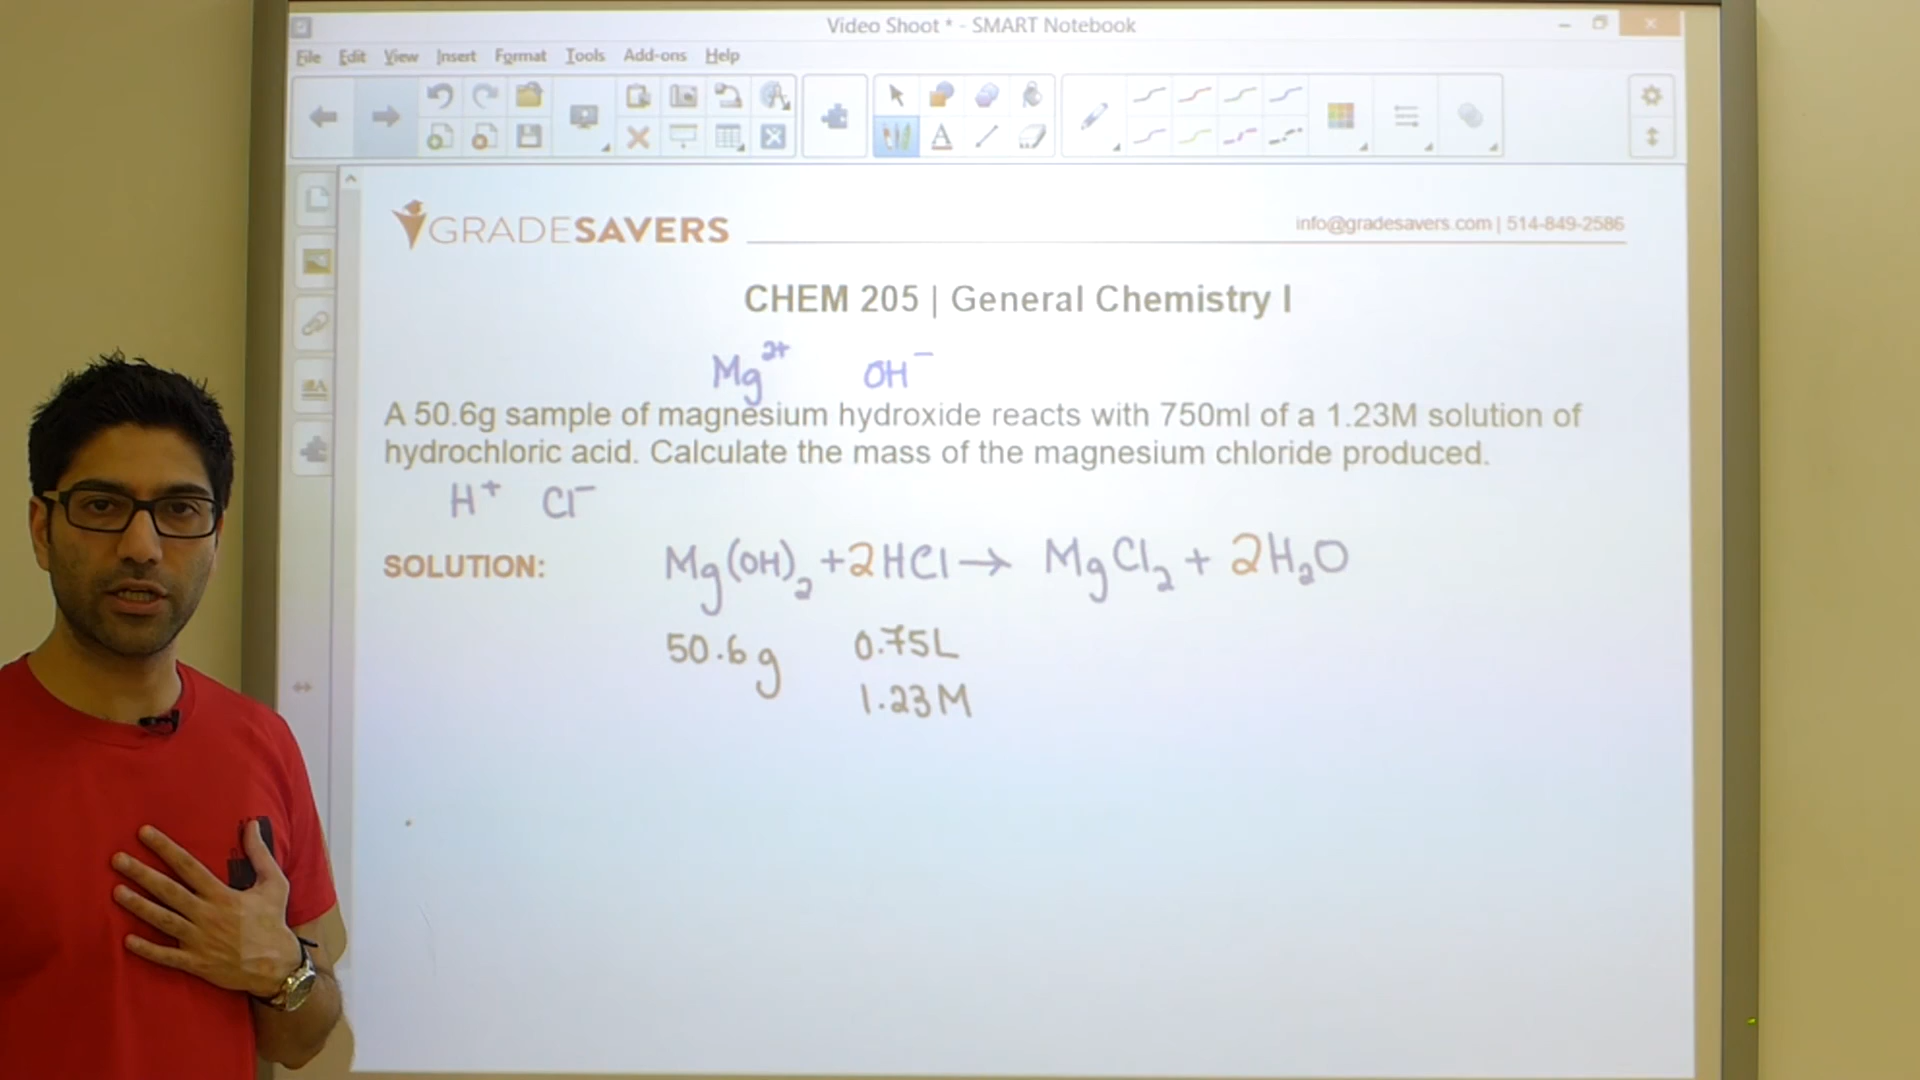 Video Shoot * - SMART Notebook
File Edit View Insert Format Tools Add-ons Help
GRADESAVERS
info@gradesavers.com | 514-849-2586
CHEM 205 | General Chemistry I
Mg²⁺ OH⁻
A 50.6g sample of magnesium hydroxide reacts with 750ml of a 1.23M solution of
hydrochloric acid. Calculate the mass of the magnesium chloride produced.
H⁺ Cl⁻
SOLUTION: Mg(OH)₂ + 2HCl → MgCl₂ + 2H₂O
50.6g 0.75L
1.23M